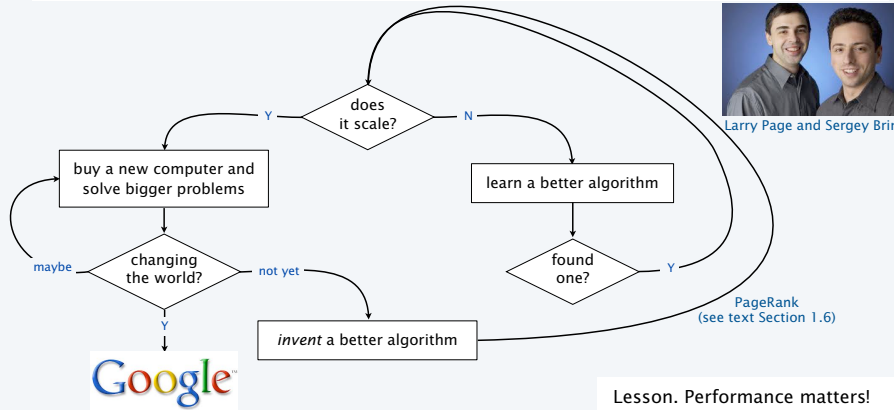 does
it scale?
Y
N
Larry Page and Sergey Brin
buy a new computer and
solve bigger problems
learn a better algorithm
maybe
changing
the world?
not yet
found
one?
Y
Y
PageRank
(see text Section 1.6)
invent a better algorithm
Google
Lesson. Performance matters!